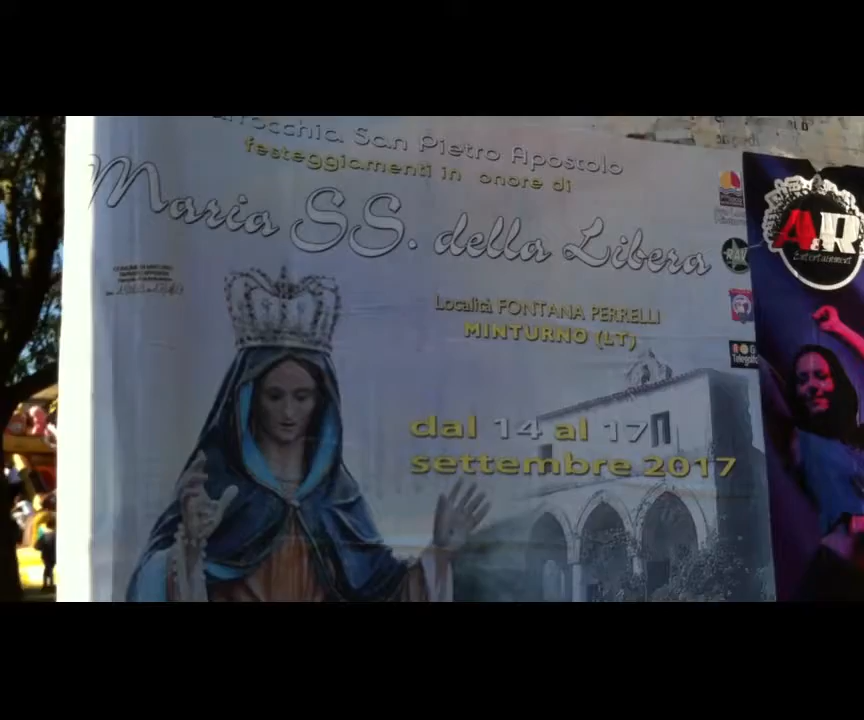 San Pietro Apostolo
festeggiamenti in onore di
Maria SS. della Libera
Località FONTANA PERRELLI
MINTURNO (LT)
dal 14 al 17
settembre 2017
A&R
Entertainment